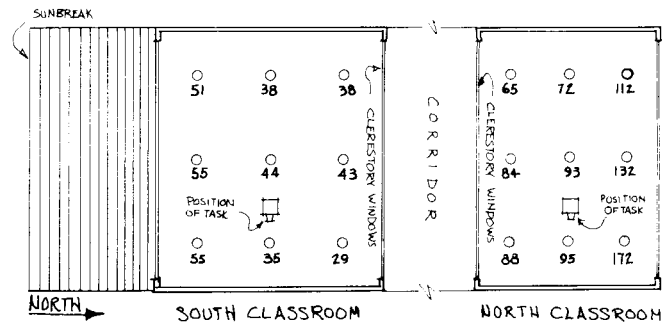 SUNBREAK
51 38 38
65 72 112
55 44 43
84 93 132
POSITION
OF TASK
CLERESTORY WINDOWS
CORRIDOR
CLERESTORY WINDOWS
POSITION
OF TASK
55 35 29
88 95 172
NORTH
SOUTH CLASSROOM
NORTH CLASSROOM